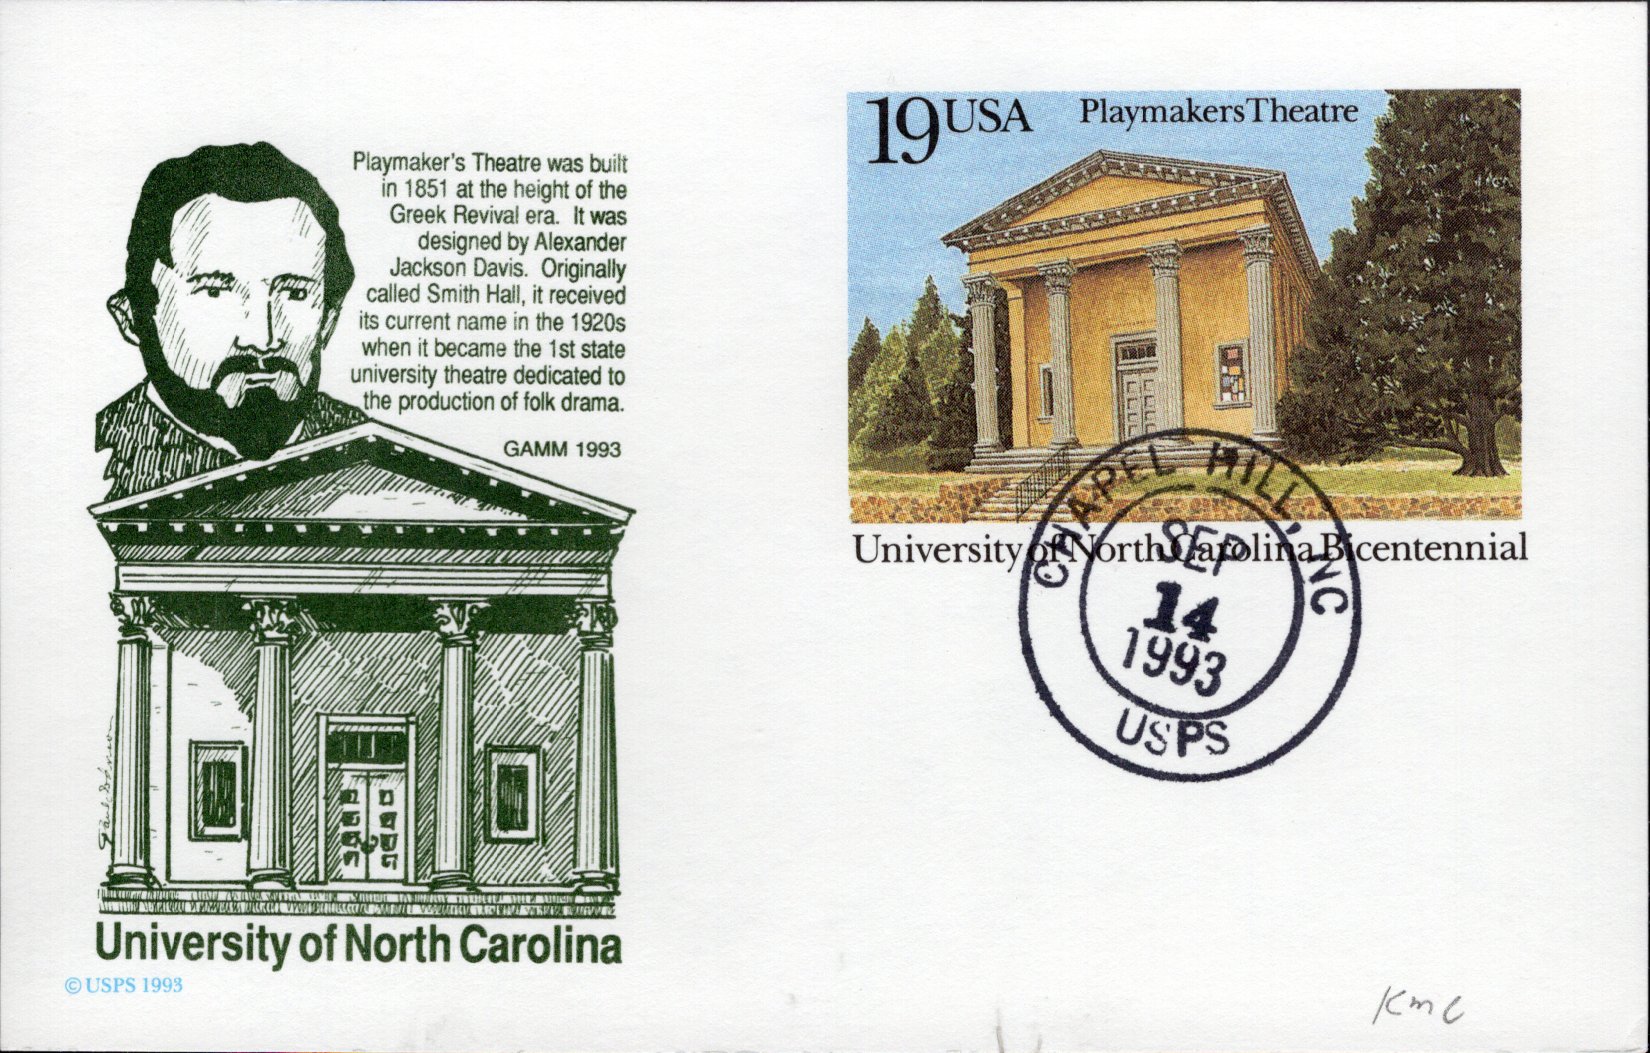 Playmaker's Theatre was built
in 1851 at the height of the
Greek Revival era. It was
designed by Alexander
Jackson Davis. Originally
called Smith Hall, it received
its current name in the 1920s
when it became the 1st state
university theatre dedicated to
the production of folk drama.
GAMM 1993
University of North Carolina
© USPS 1993
19 USA
Playmakers Theatre
University of North Carolina Bicentennial
CHAPEL HILL, NC
SEP
14
1993
USPS
KMC